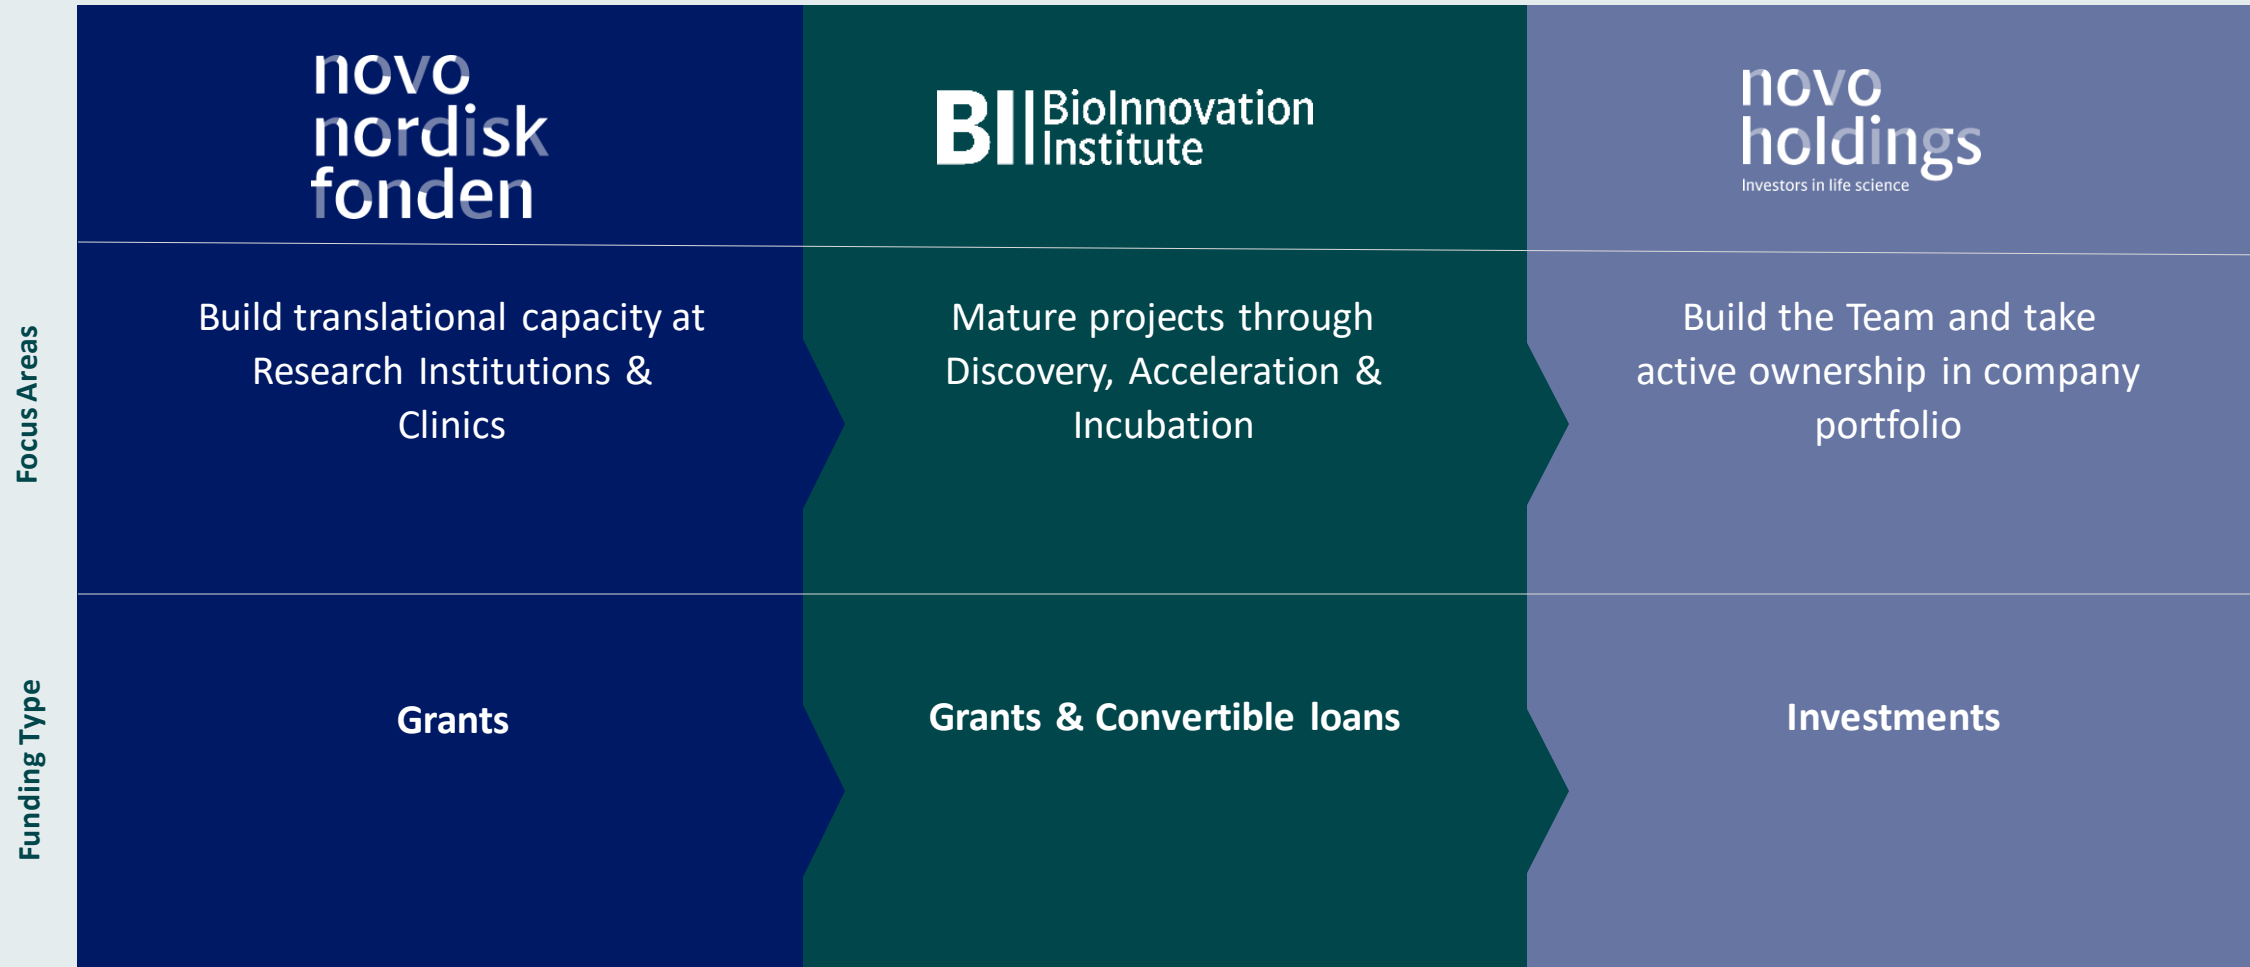 novo
nordisk
fonden
BII BioInnovation
Institute
novo
holdings
Investors in life science
Focus Areas
Build translational capacity at
Research Institutions &
Clinics
Mature projects through
Discovery, Acceleration &
Incubation
Build the Team and take
active ownership in company
portfolio
Funding Type
Grants
Grants & Convertible loans
Investments